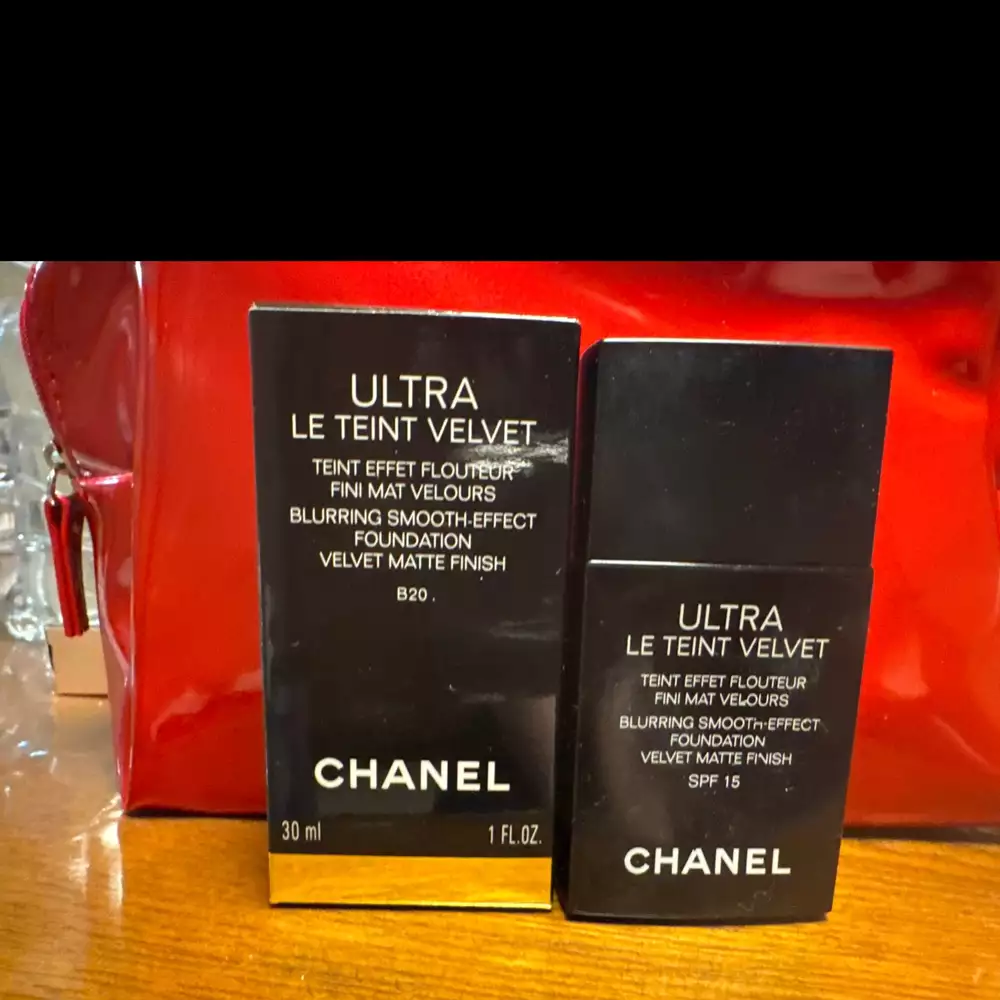 ULTRA
LE TEINT VELVET
TEINT EFFET FLOUTEUR
FINI MAT VELOURS
BLURRING SMOOTH-EFFECT
FOUNDATION
VELVET MATTE FINISH
B20.
CHANEL
30 ml 1 FL.OZ.
ULTRA
LE TEINT VELVET
TEINT EFFET FLOUTEUR
FINI MAT VELOURS
BLURRING SMOOTH-EFFECT
FOUNDATION
VELVET MATTE FINISH
SPF 15
CHANEL